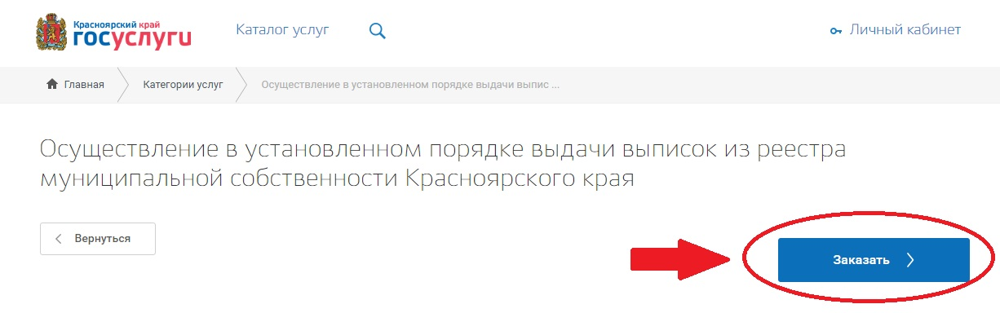 Красноярский край
госуслуги
Каталог услуг
Личный кабинет
Главная
Категории услуг
Осуществление в установленном порядке выдачи выпис ...
Осуществление в установленном порядке выдачи выписок из реестра
муниципальной собственности Красноярского края
Вернуться
Заказать